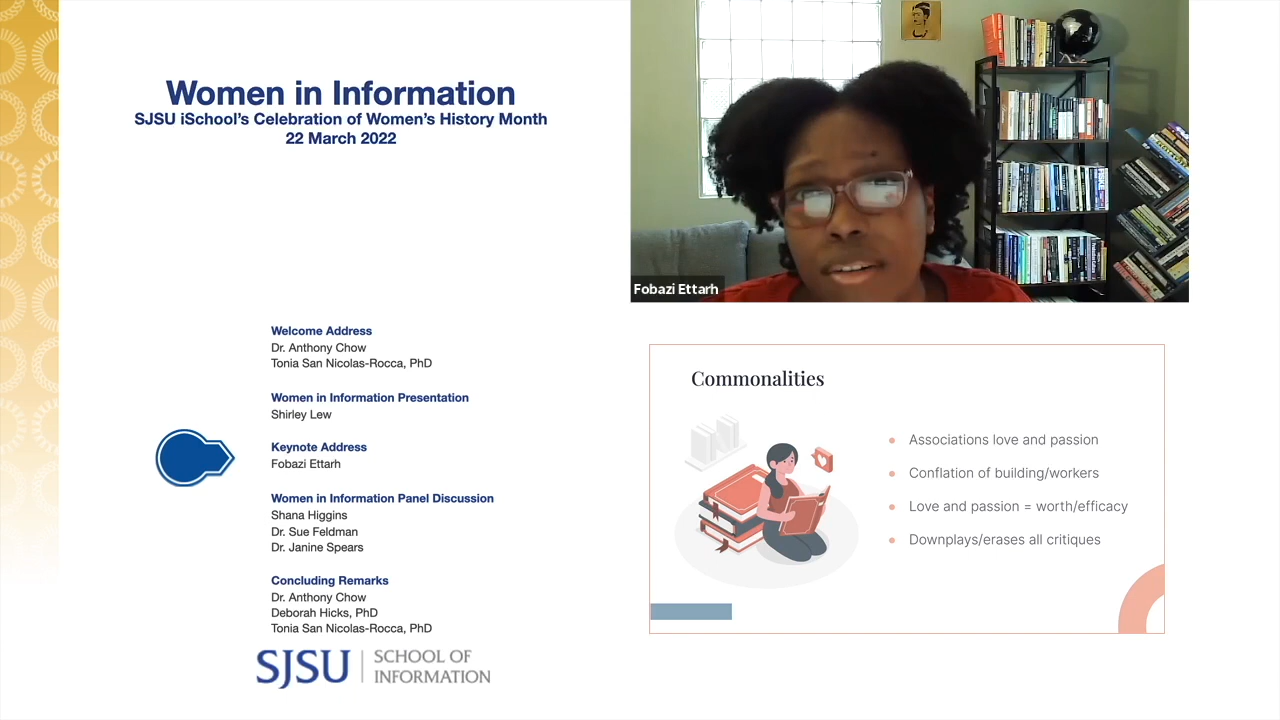 Women in Information
SJSU iSchool's Celebration of Women's History Month
22 March 2022
Fobazi Ettarh
Welcome Address
Dr. Anthony Chow
Tonia San Nicolas-Rocca, PhD
Women in Information Presentation
Shirley Lew
Keynote Address
Fobazi Ettarh
Women in Information Panel Discussion
Shana Higgins
Dr. Sue Feldman
Dr. Janine Spears
Concluding Remarks
Dr. Anthony Chow
Deborah Hicks, PhD
Tonia San Nicolas-Rocca, PhD
SJSU SCHOOL OF
INFORMATION
Commonalities
Associations love and passion
Conflation of building/workers
Love and passion = worth/efficacy
Downplays/erases all critiques